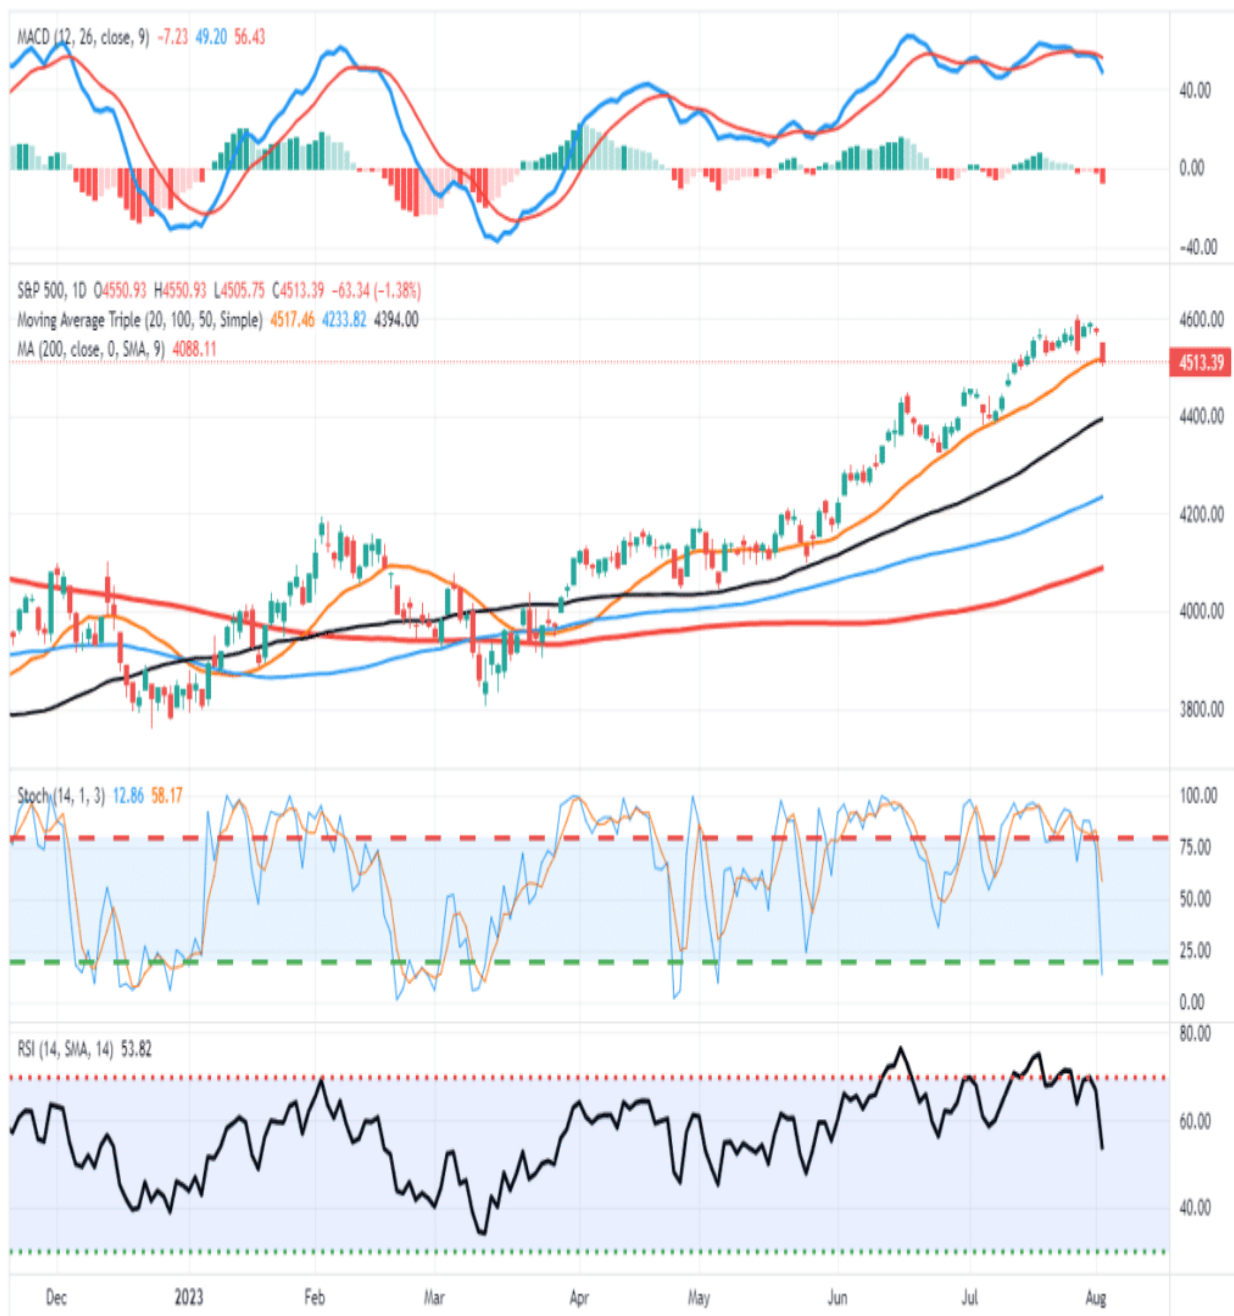 MACD (12, 26, close, 9) −7.23 49.20 56.43
40.00
0.00
−40.00
S&P 500, 1D O4550.93 H4550.93 L4505.75 C4513.39 −63.34 (−1.38%)
Moving Average Triple (20, 100, 50, Simple) 4517.46 4233.82 4394.00
MA (200, close, 0, SMA, 9) 4088.11
4600.00
4513.39
4400.00
4200.00
4000.00
3800.00
Stoch (14, 1, 3) 12.86 58.17
100.00
75.00
50.00
25.00
0.00
RSI (14, SMA, 14) 53.82
80.00
60.00
40.00
Dec 2023 Feb Mar Apr May Jun Jul Aug